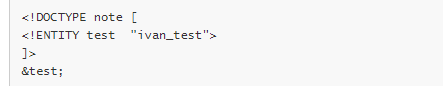 <!DOCTYPE note [
<!ENTITY test  "ivan_test">
]>
&test;